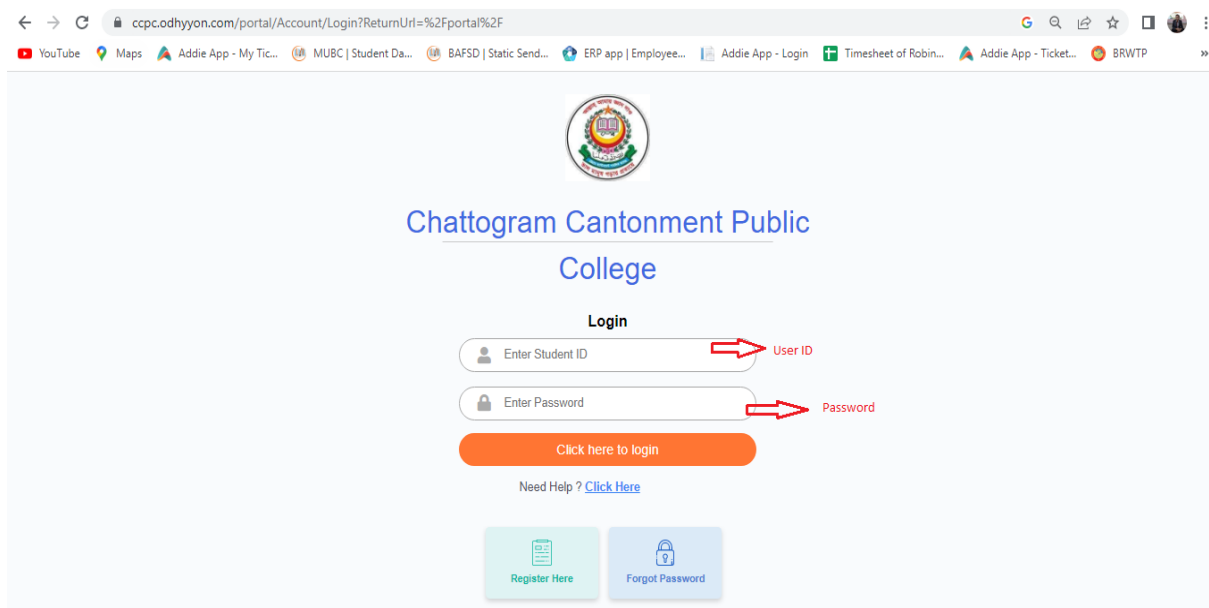 ccpc.odhyyon.com/portal/Account/Login?ReturnUrl=%2Fportal%2F
YouTube Maps Addie App - My Tic... MUBC | Student Da... BAFSD | Static Send... ERP app | Employee... Addie App - Login Timesheet of Robin... Addie App - Ticket... BRWTP »
Chattogram Cantonment Public
College
Login
Enter Student ID User ID
Enter Password Password
Click here to login
Need Help ? Click Here
Register Here Forgot Password